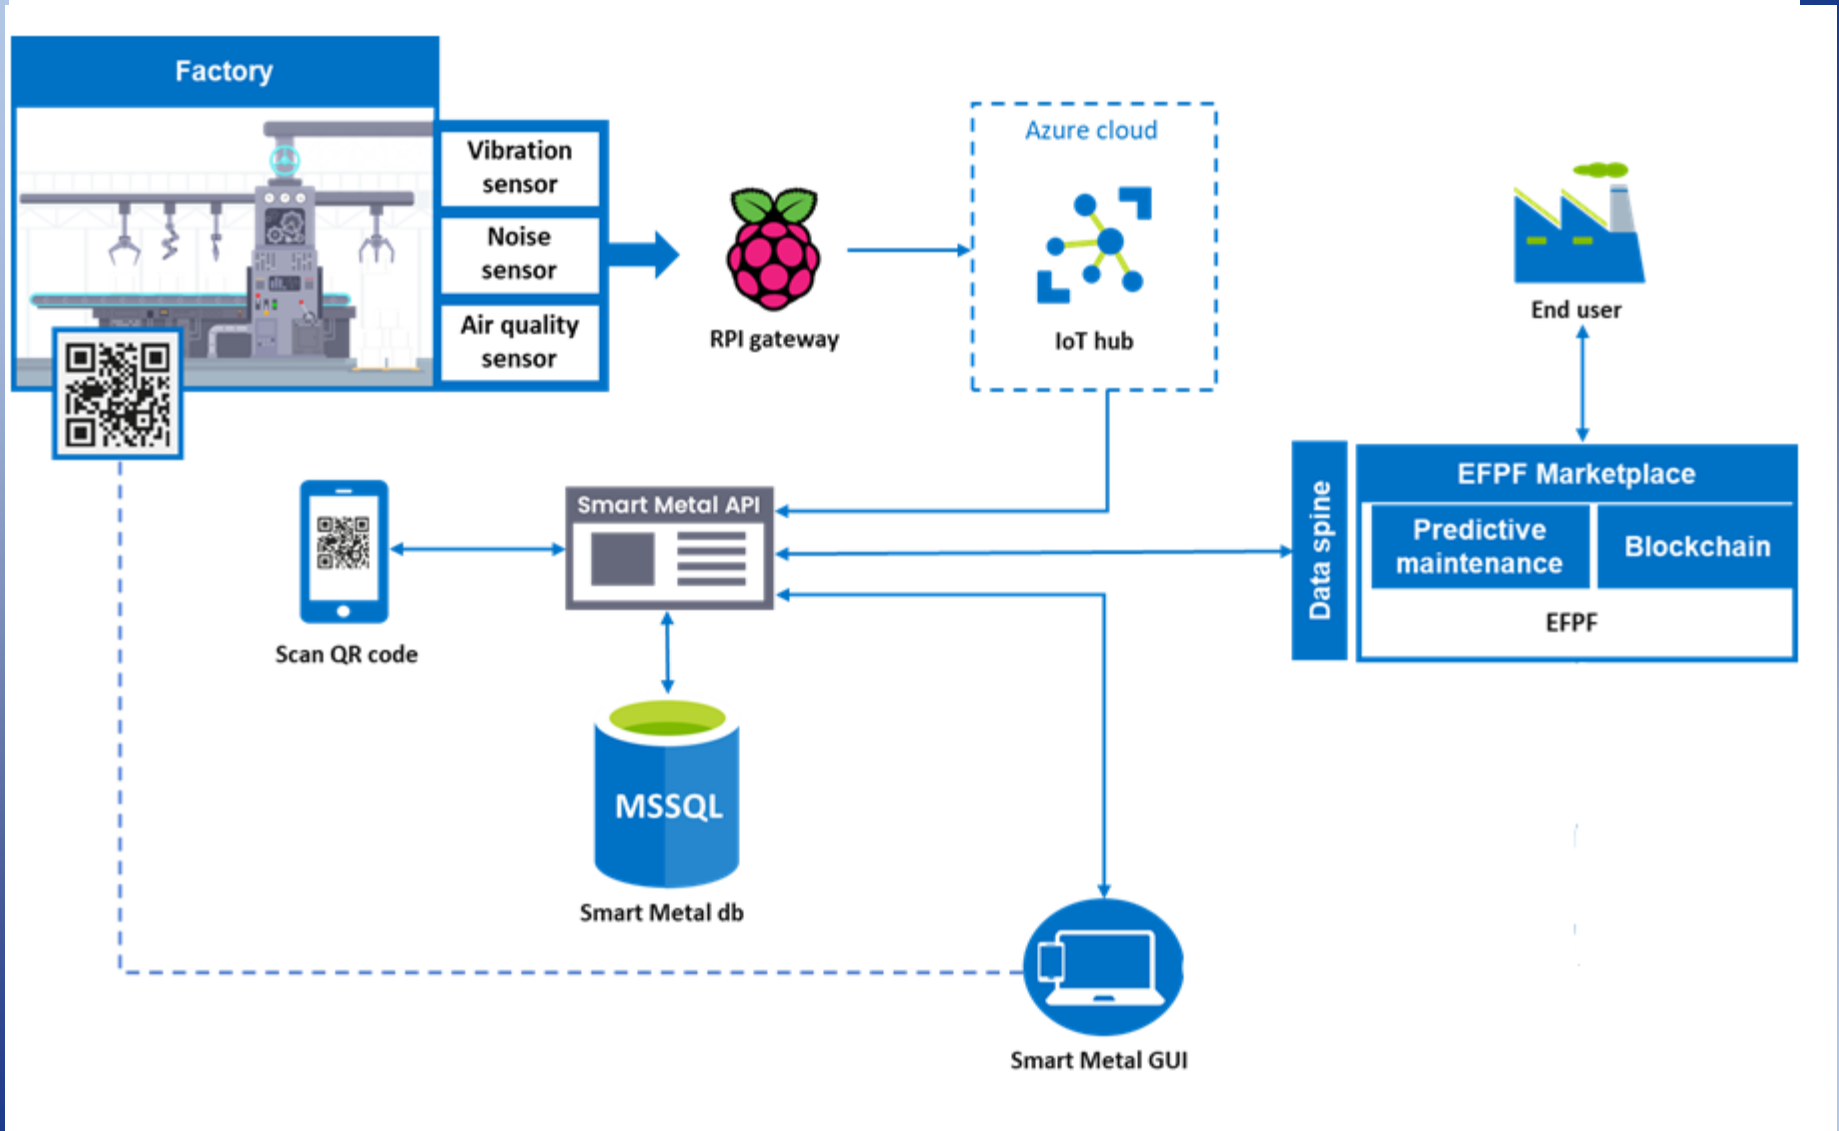 Factory
Vibration
sensor
Noise
sensor
Air quality
sensor
RPI gateway
Azure cloud
IoT hub
End user
Scan QR code
Smart Metal API
Data spine
EFPF Marketplace
Predictive
maintenance
Blockchain
EFPF
MSSQL
Smart Metal db
Smart Metal GUI